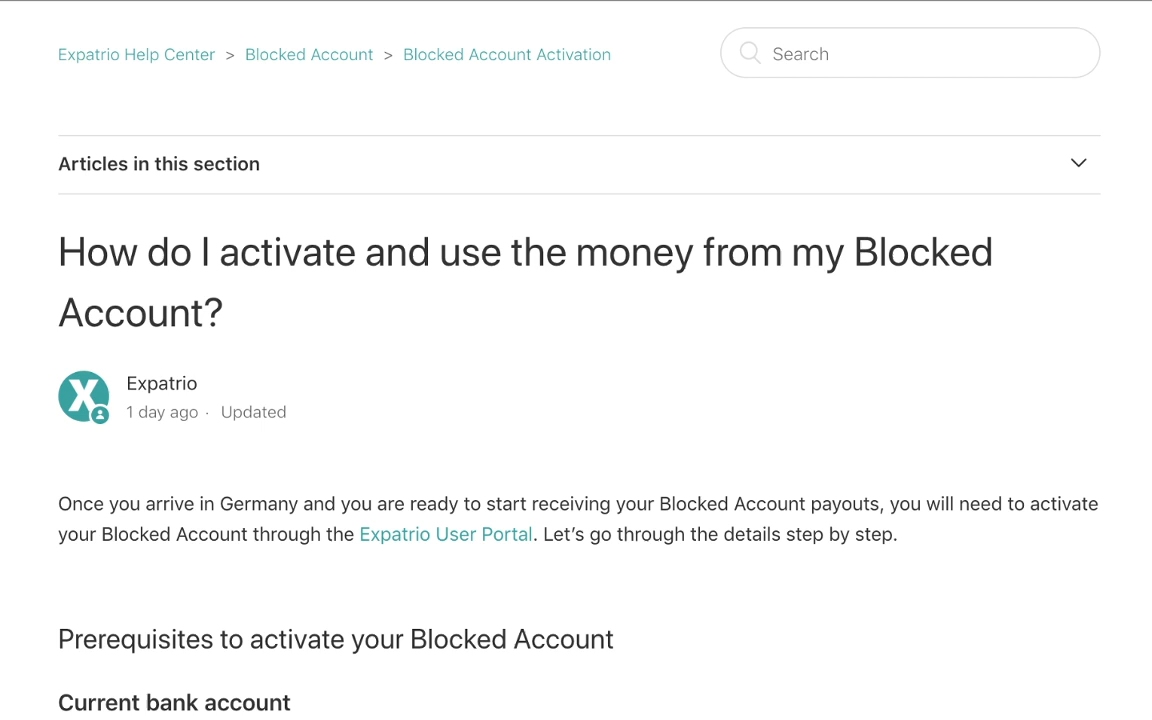 Expatrio Help Center > Blocked Account > Blocked Account Activation
Search
Articles in this section
How do I activate and use the money from my Blocked
Account?
X
Expatrio
1 day ago · Updated
Once you arrive in Germany and you are ready to start receiving your Blocked Account payouts, you will need to activate
your Blocked Account through the Expatrio User Portal. Let’s go through the details step by step.
Prerequisites to activate your Blocked Account
Current bank account